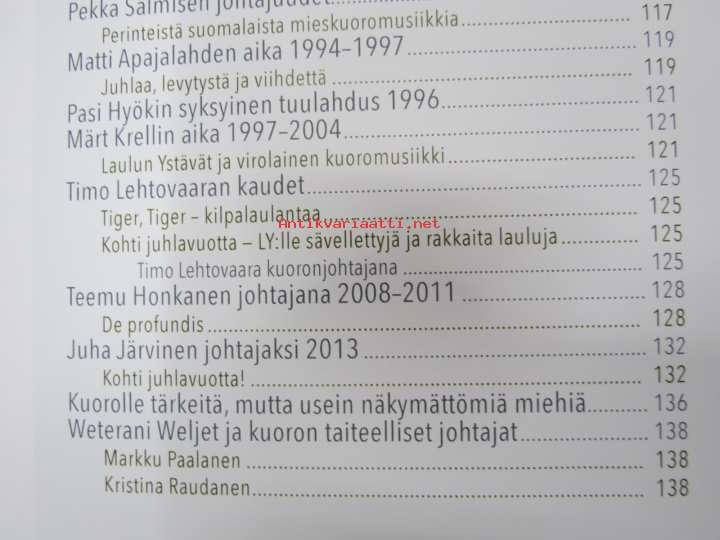 Pekka Salmisen johtajuudet
Perinteistä suomalaista mieskuoromusiikkia 117
Matti Apajalahden aika 1994–1997 119
Juhlaa, levytystä ja viihdettä 119
Pasi Hyökin syksyinen tuulahdus 1996 121
Märt Krellin aika 1997–2004 121
Laulun Ystävät ja virolainen kuoromusiikki 121
Timo Lehtovaaran kaudet 125
Tiger, Tiger – kilpalaulantaa 125
Antikvariaatti.net
Kohti juhlavuotta – LY:lle sävellettyjä ja rakkaita lauluja 125
Timo Lehtovaara kuoronjohtajana 125
Teemu Honkanen johtajana 2008–2011 128
De profundis 128
Juha Järvinen johtajaksi 2013 132
Kohti juhlavuotta! 132
Kuorolle tärkeitä, mutta usein näkymättömiä miehiä 136
Weterani Weljet ja kuoron taiteelliset johtajat 138
Markku Paalanen 138
Kristina Raudanen 138